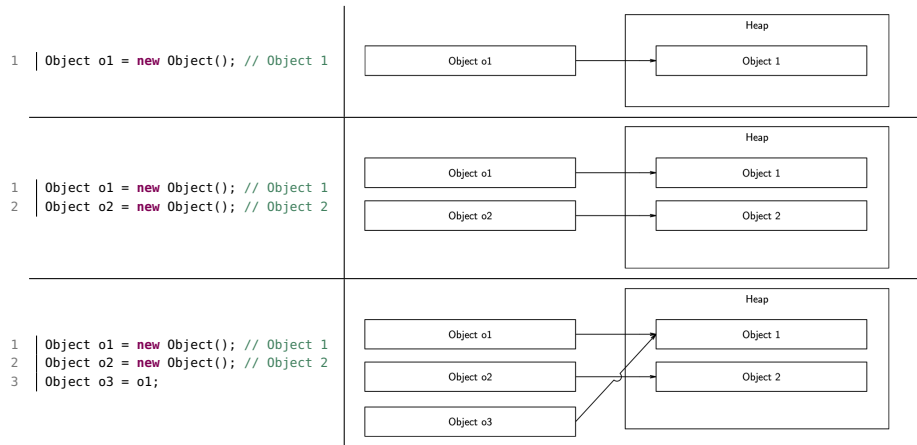 Heap
1 Object o1 = new Object(); // Object 1
Object o1
Object 1
Heap
1 Object o1 = new Object(); // Object 1
2 Object o2 = new Object(); // Object 2
Object o1
Object 1
Object o2
Object 2
Heap
1 Object o1 = new Object(); // Object 1
2 Object o2 = new Object(); // Object 2
3 Object o3 = o1;
Object o1
Object 1
Object o2
Object 2
Object o3